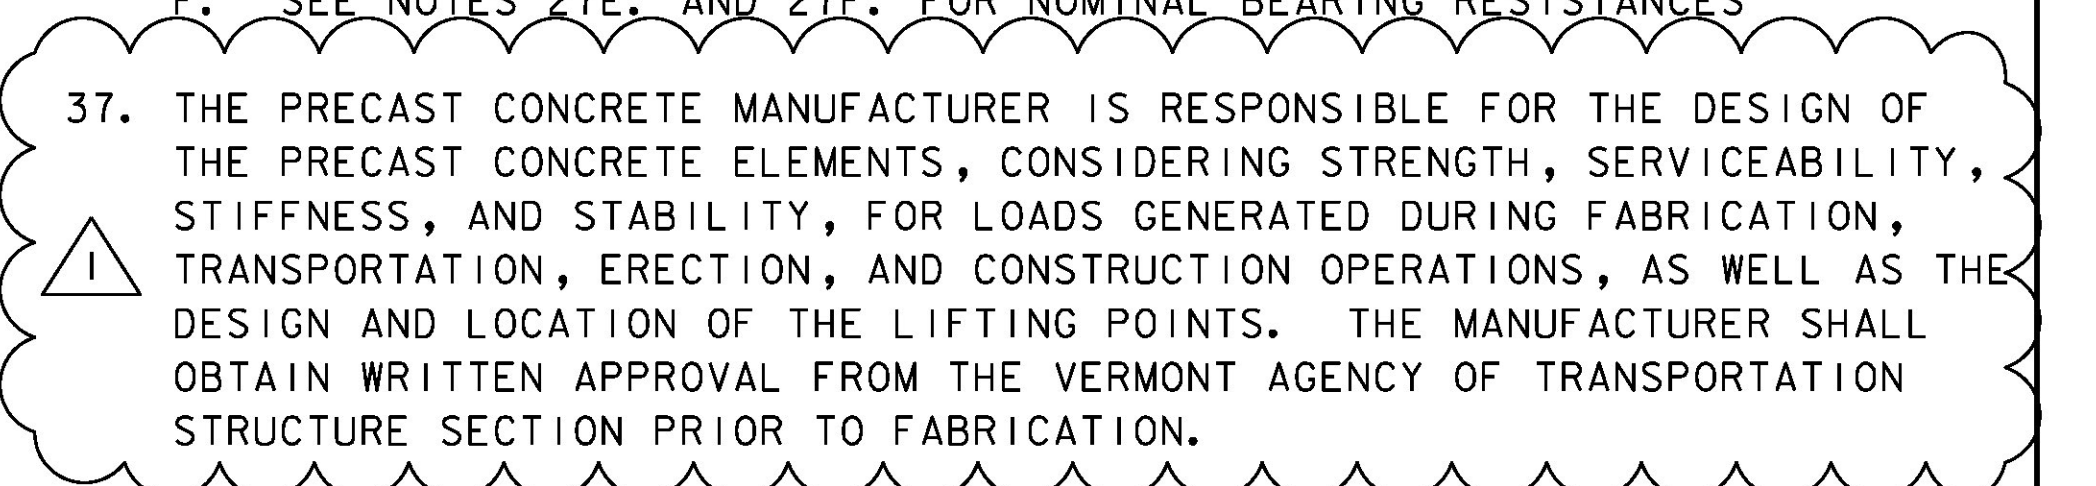 F. SEE NOTES 27E. AND 27F. FOR NOMINAL BEARING RESISTANCES
37. THE PRECAST CONCRETE MANUFACTURER IS RESPONSIBLE FOR THE DESIGN OF
THE PRECAST CONCRETE ELEMENTS, CONSIDERING STRENGTH, SERVICEABILITY,
STIFFNESS, AND STABILITY, FOR LOADS GENERATED DURING FABRICATION,
1 TRANSPORTATION, ERECTION, AND CONSTRUCTION OPERATIONS, AS WELL AS THE
DESIGN AND LOCATION OF THE LIFTING POINTS. THE MANUFACTURER SHALL
OBTAIN WRITTEN APPROVAL FROM THE VERMONT AGENCY OF TRANSPORTATION
STRUCTURE SECTION PRIOR TO FABRICATION.